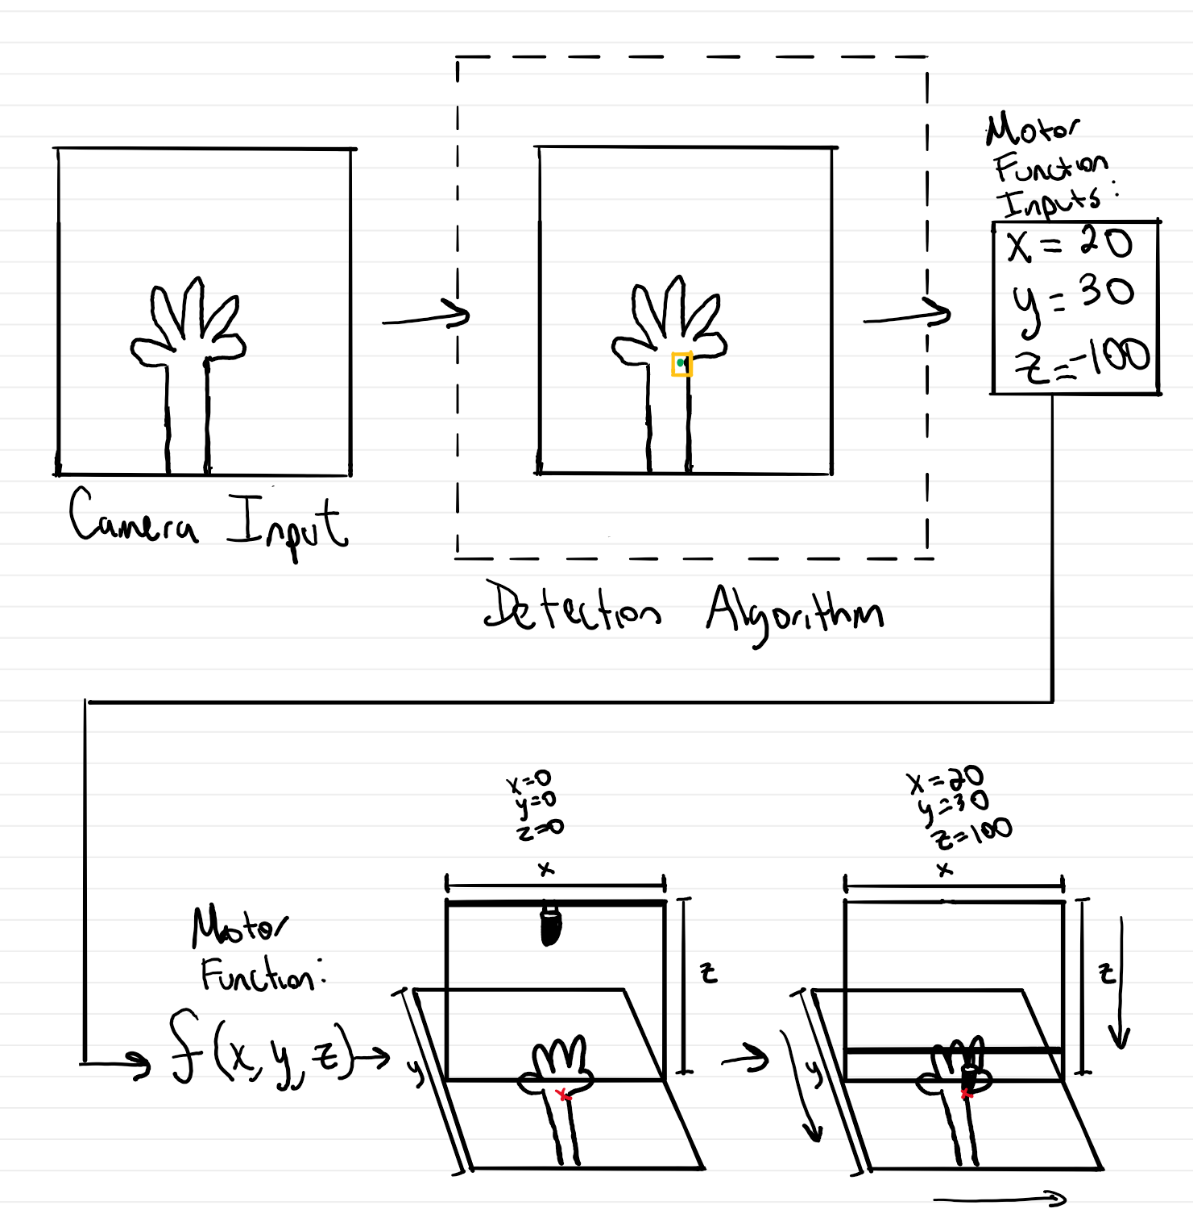 Camera Input
Detection Algorithm
Motor
Function
Inputs:
x = 20
y = 30
z = -100
Motor
Function:
f(x, y, z)
x=0
y=0
z=0
x
z
y
x=20
y=30
z=100
x
z
y